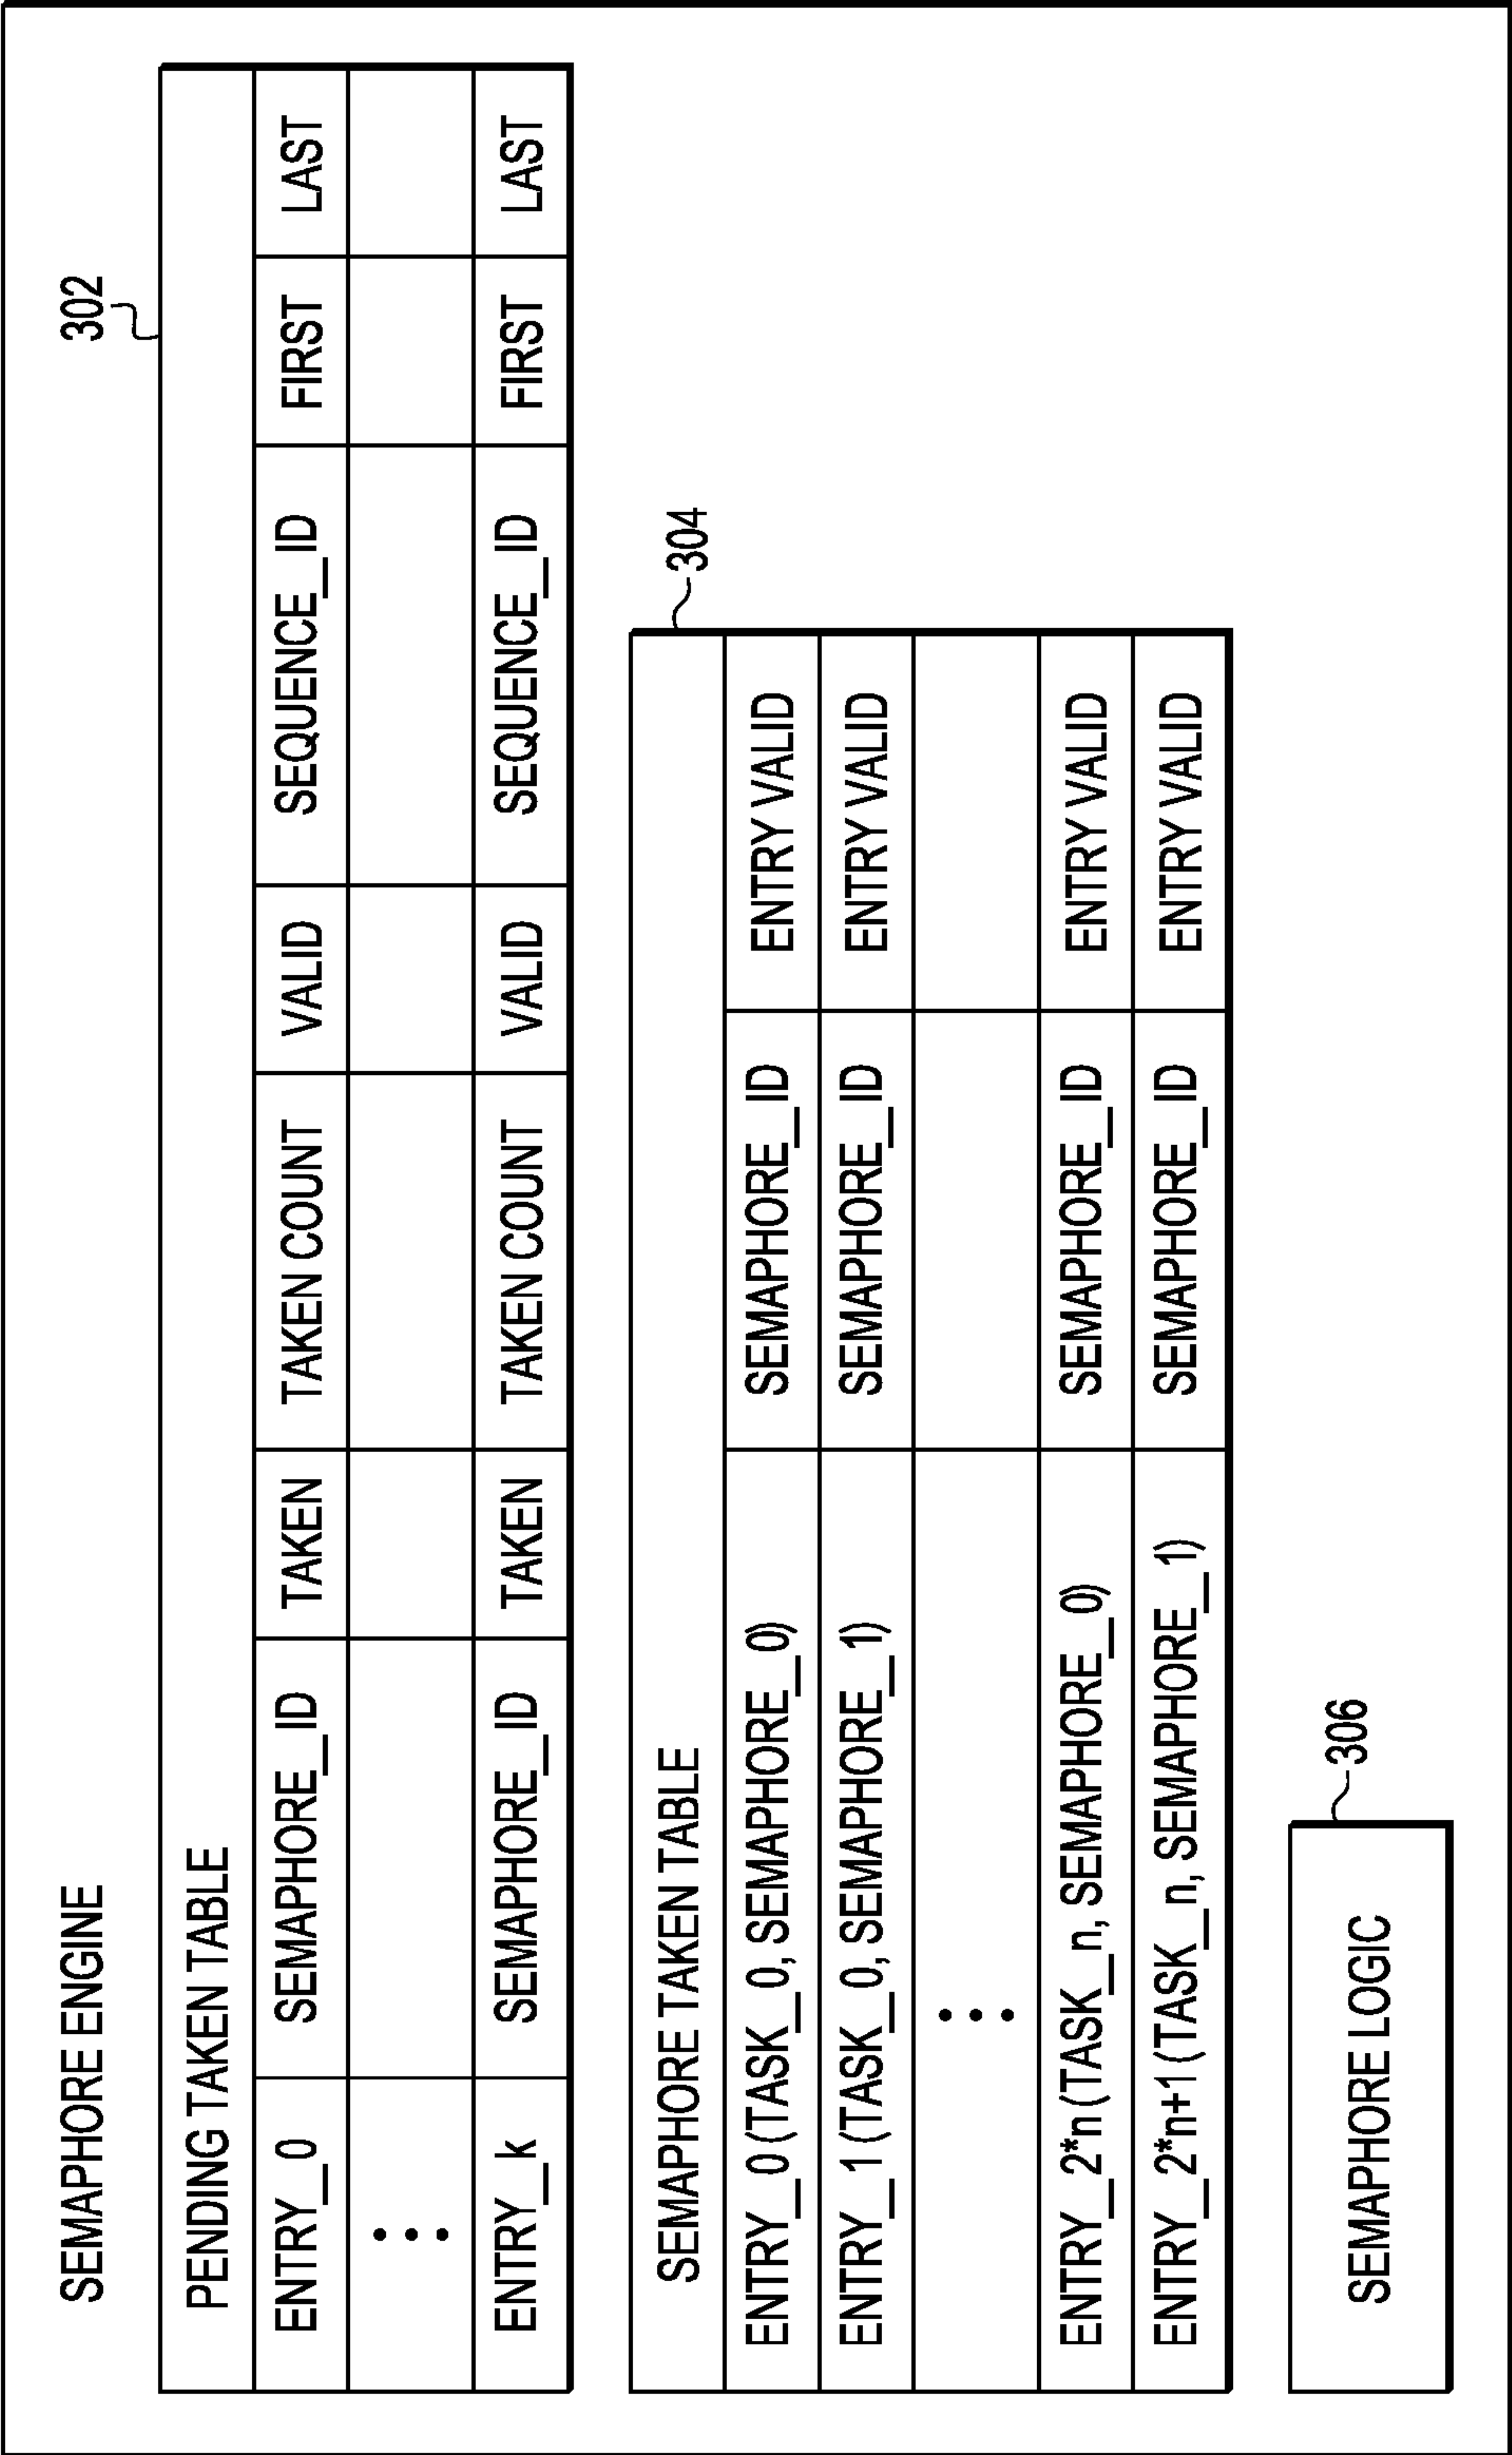 SEMAPHORE ENGINE
302
PENDING TAKEN TABLE
ENTRY_0 SEMAPHORE_ID TAKEN TAKEN COUNT VALID SEQUENCE_ID FIRST LAST
ENTRY_k SEMAPHORE_ID TAKEN TAKEN COUNT VALID SEQUENCE_ID FIRST LAST
304
SEMAPHORE TAKEN TABLE
ENTRY_0 (TASK_0, SEMAPHORE_0) SEMAPHORE_ID ENTRY VALID
ENTRY_1 (TASK_0, SEMAPHORE_1) SEMAPHORE_ID ENTRY VALID
ENTRY_2*n (TASK_n, SEMAPHORE_0) SEMAPHORE_ID ENTRY VALID
ENTRY_2*n+1 (TASK_n, SEMAPHORE_1) SEMAPHORE_ID ENTRY VALID
306
SEMAPHORE LOGIC